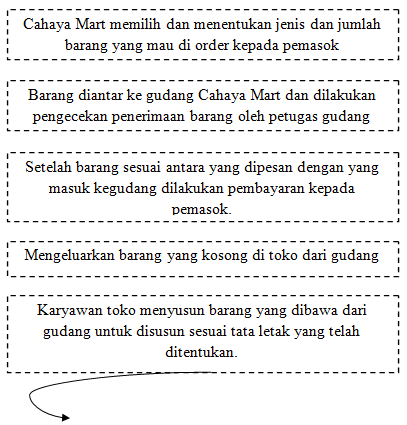 Cahaya Mart memilih dan menentukan jenis dan jumlah
barang yang mau di order kepada pemasok
Barang diantar ke gudang Cahaya Mart dan dilakukan
pengecekan penerimaan barang oleh petugas gudang
Setelah barang sesuai antara yang dipesan dengan yang
masuk kegudang dilakukan pembayaran kepada
pemasok.
Mengeluarkan barang yang kosong di toko dari gudang
Karyawan toko menyusun barang yang dibawa dari
gudang untuk disusun sesuai tata letak yang telah
ditentukan.